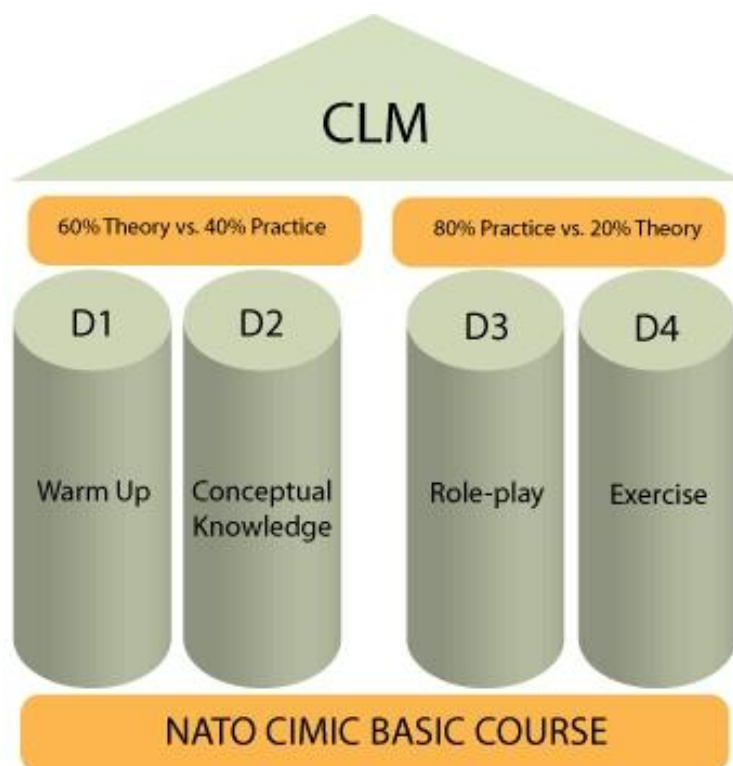 CLM
60% Theory vs. 40% Practice
80% Practice vs. 20% Theory
D1
D2
D3
D4
Warm Up
Conceptual
Knowledge
Role-play
Exercise
NATO CIMIC BASIC COURSE